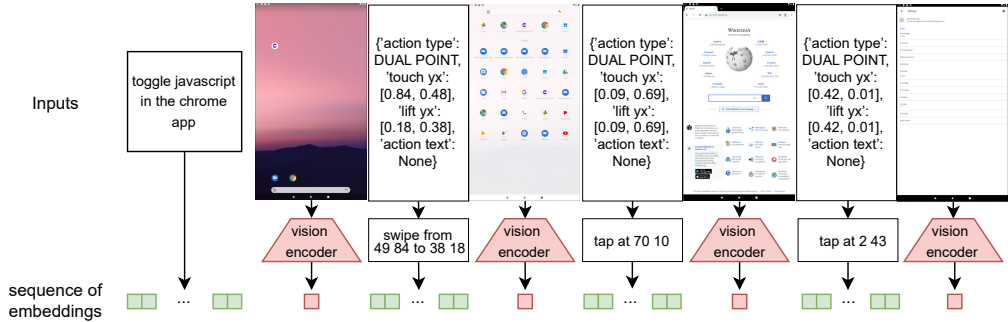 Inputs
toggle javascript
in the chrome
app
{'action type':
DUAL POINT,
'touch yx':
[0.84, 0.48],
'lift yx':
[0.18, 0.38],
'action text':
None}
{'action type':
DUAL POINT,
'touch yx':
[0.09, 0.69],
'lift yx':
[0.09, 0.69],
'action text':
None}
WIKIPEDIA
{'action type':
DUAL POINT,
'touch yx':
[0.42, 0.01],
'lift yx':
[0.42, 0.01],
'action text':
None}
vision
encoder
swipe from
49 84 to 38 18
vision
encoder
tap at 70 10
vision
encoder
tap at 2 43
vision
encoder
sequence of
embeddings
...
...
...
...